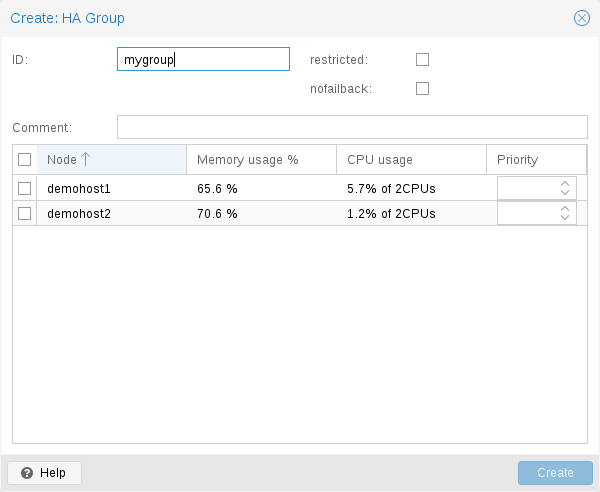 Create: HA Group
ID: mygroup restricted:
nofailback:
Comment:
Node Memory usage % CPU usage Priority
demohost1 65.6 % 5.7% of 2CPUs
demohost2 70.6 % 1.2% of 2CPUs
? Help Create